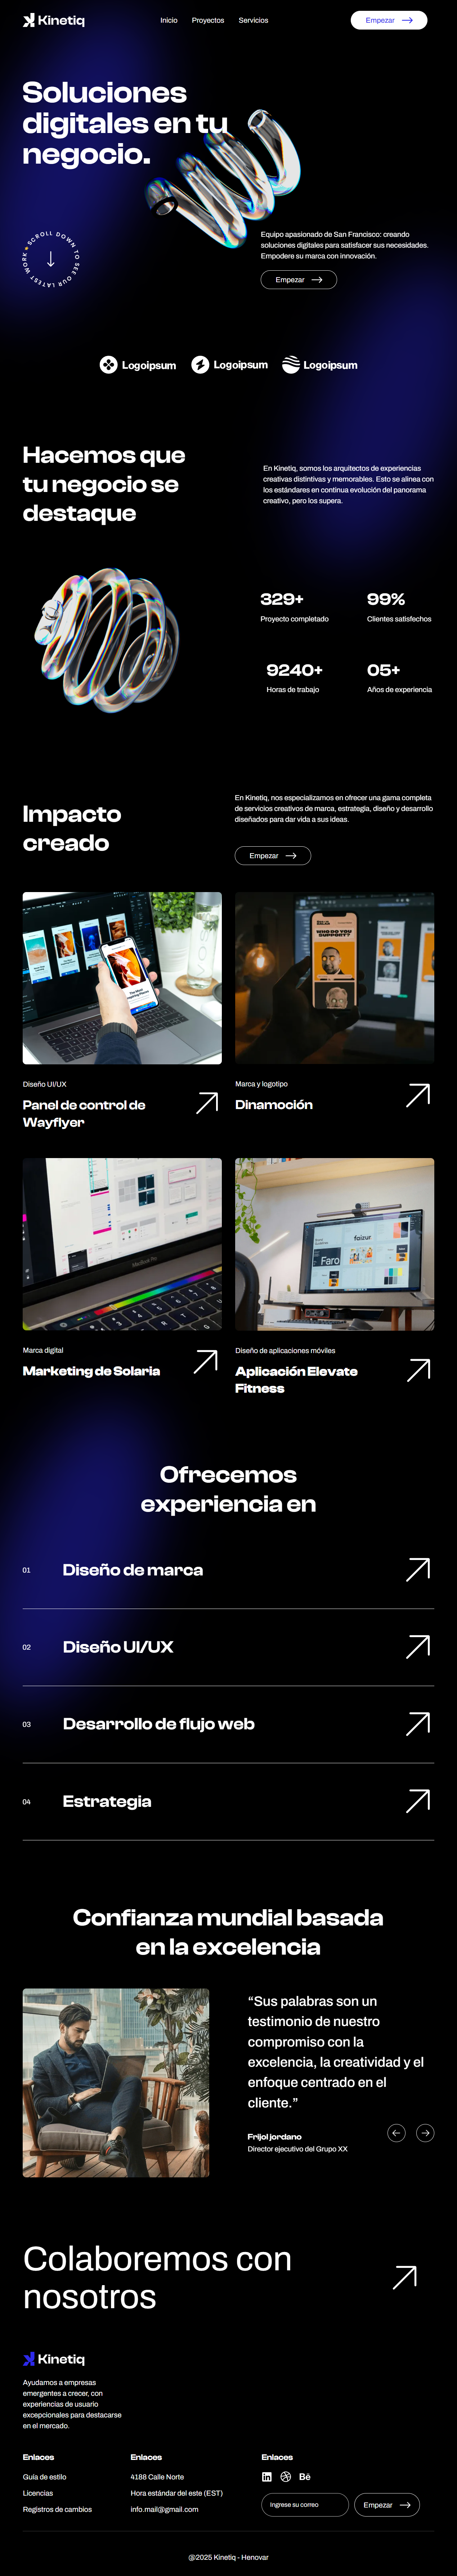 Kinetiq
Inicio
Proyectos
Servicios
Empezar
Soluciones
digitales en tu
negocio.
SCROLL DOWN TO SEE OUR LATEST WORK
Equipo apasionado de San Francisco: creando
soluciones digitales para satisfacer sus necesidades.
Empodere su marca con innovación.
Empezar
Logoipsum
Logoipsum
Logoipsum
Hacemos que
tu negocio se
destaque
En Kinetiq, somos los arquitectos de experiencias
creativas distintivas y memorables. Esto se alinea con
los estándares en continua evolución del panorama
creativo, pero los supera.
329+
Proyecto completado
99%
Clientes satisfechos
9240+
Horas de trabajo
05+
Años de experiencia
Impacto
creado
En Kinetiq, nos especializamos en ofrecer una gama completa
de servicios creativos de marca, estrategia, diseño y desarrollo
diseñados para dar vida a sus ideas.
Empezar
WHO DO YOU
SUPPORT?
Diseño UI/UX
Panel de control de
Wayflyer
Marca y logotipo
Dinamoción
MacBook Pro
faizur
Faro
Marca digital
Marketing de Solaria
Diseño de aplicaciones móviles
Aplicación Elevate
Fitness
Ofrecemos
experiencia en
01
Diseño de marca
02
Diseño UI/UX
03
Desarrollo de flujo web
04
Estrategia
Confianza mundial basada
en la excelencia
“Sus palabras son un
testimonio de nuestro
compromiso con la
excelencia, la creatividad y el
enfoque centrado en el
cliente.”
Frijol jordano
Director ejecutivo del Grupo XX
Colaboremos con
nosotros
Kinetiq
Ayudamos a empresas
emergentes a crecer, con
experiencias de usuario
excepcionales para destacarse
en el mercado.
Enlaces
Guía de estilo
Licencias
Registros de cambios
Enlaces
4188 Calle Norte
Hora estándar del este (EST)
info.mail@gmail.com
Enlaces
in
Bē
Ingrese su correo
Empezar
@2025 Kinetiq - Henovar